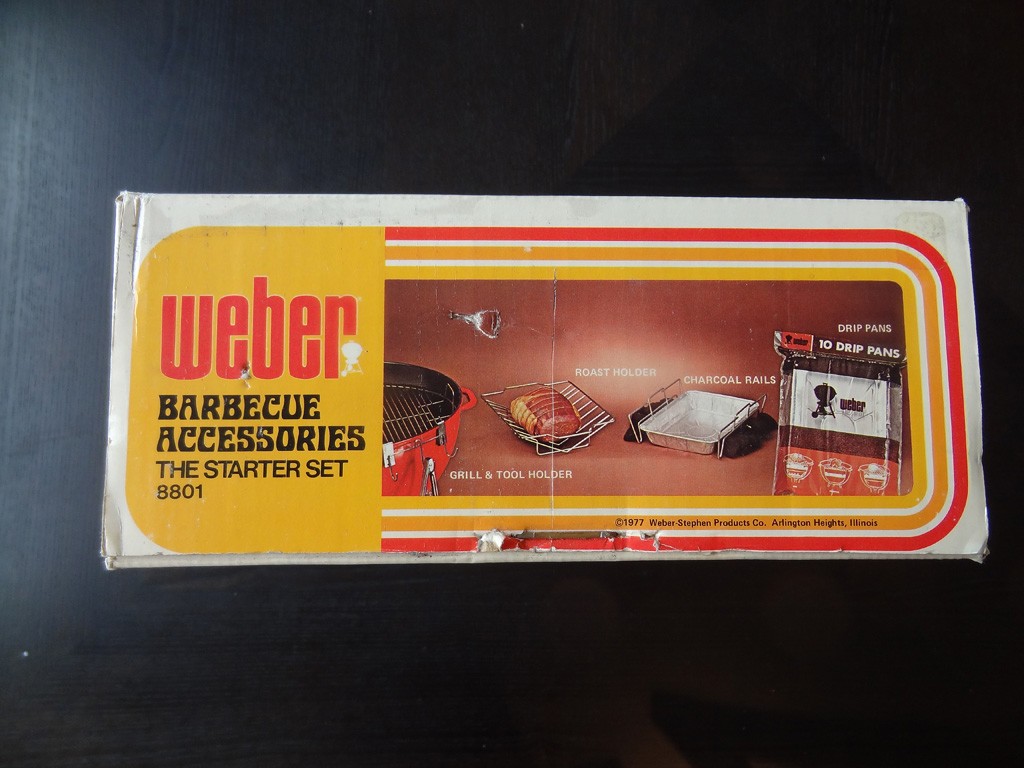 weber
BARBECUE
ACCESSORIES
THE STARTER SET
8801
GRILL & TOOL HOLDER
ROAST HOLDER
CHARCOAL RAILS
DRIP PANS
weber
10 DRIP PANS
weber
©1977 Weber-Stephen Products Co. Arlington Heights, Illinois